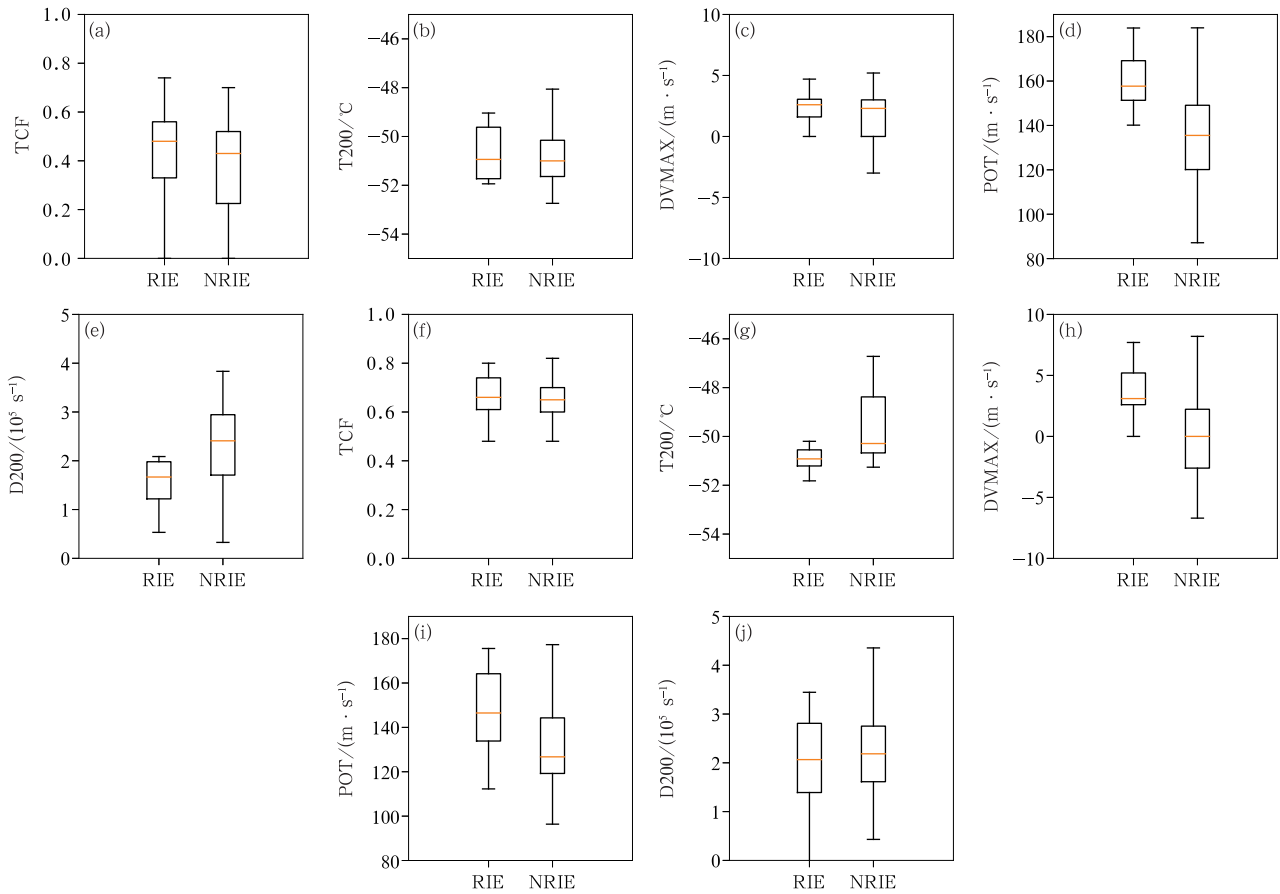 (a)
TCF
1.0
0.8
0.6
0.4
0.2
0.0
RIE NRIE
(b)
T200/℃
−46
−48
−50
−52
−54
RIE NRIE
(c)
DVMAX/(m · s⁻¹)
10
5
0
−5
−10
RIE NRIE
(d)
POT/(m · s⁻¹)
180
160
140
120
100
80
RIE NRIE
(e)
D200/(10⁵ s⁻¹)
5
4
3
2
1
0
RIE NRIE
(f)
TCF
1.0
0.8
0.6
0.4
0.2
0.0
RIE NRIE
(g)
T200/℃
−46
−48
−50
−52
−54
RIE NRIE
(h)
DVMAX/(m · s⁻¹)
10
5
0
−5
−10
RIE NRIE
(i)
POT/(m · s⁻¹)
180
160
140
120
100
80
RIE NRIE
(j)
D200/(10⁵ s⁻¹)
5
4
3
2
1
0
RIE NRIE